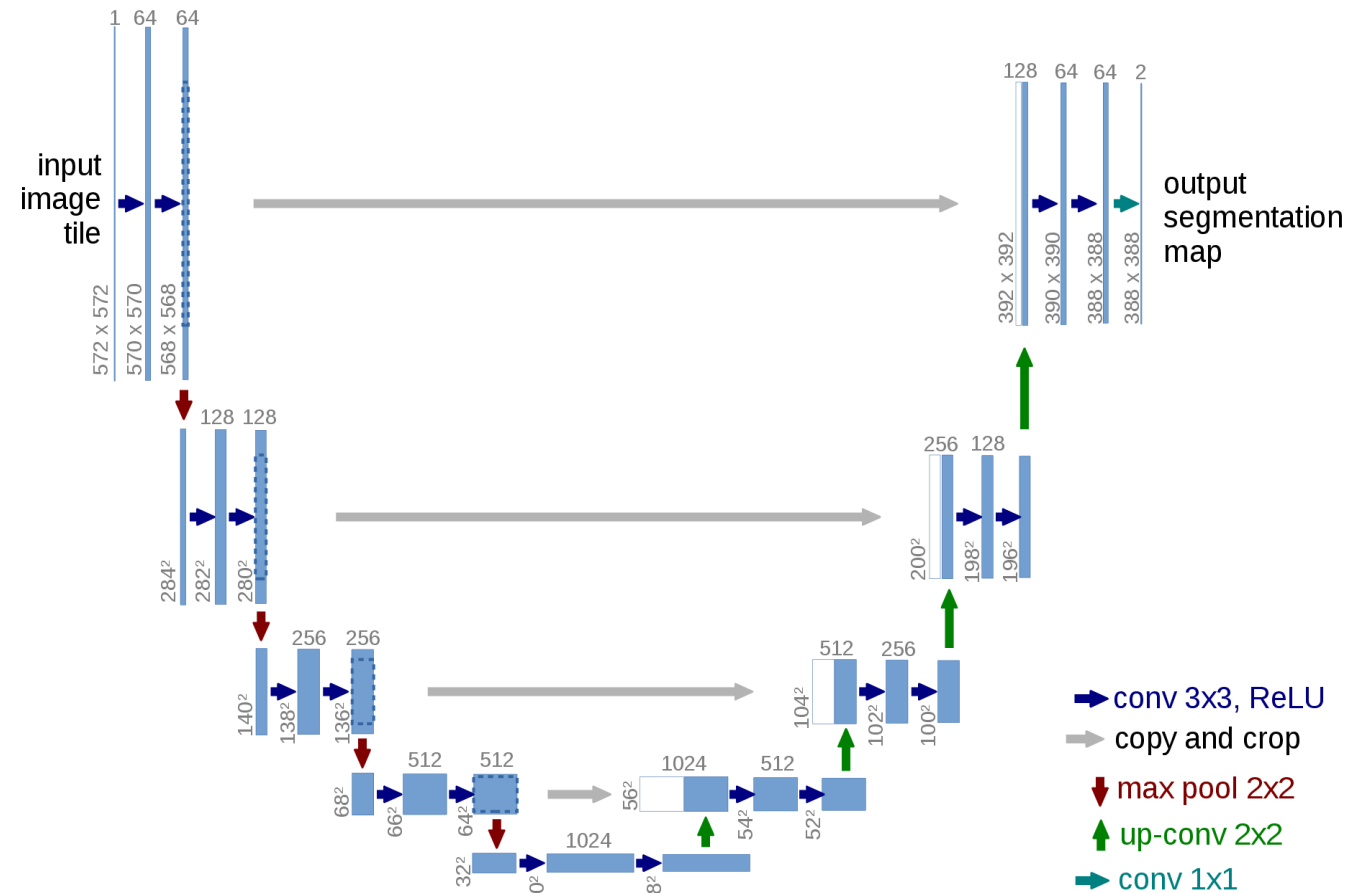 1 64 64
128 64 64 2
input
image
tile
output
segmentation
map
572 x 572
570 x 570
568 x 568
392 x 392
390 x 390
388 x 388
388 x 388
128 128
256 128
284²
282²
280²
200²
198²
196²
256 256
512 256
140²
138²
136²
104²
102²
100²
512 512
1024 512
68²
66²
64²
56²
54²
52²
1024
32²
0²
8²
conv 3x3, ReLU
copy and crop
max pool 2x2
up-conv 2x2
conv 1x1